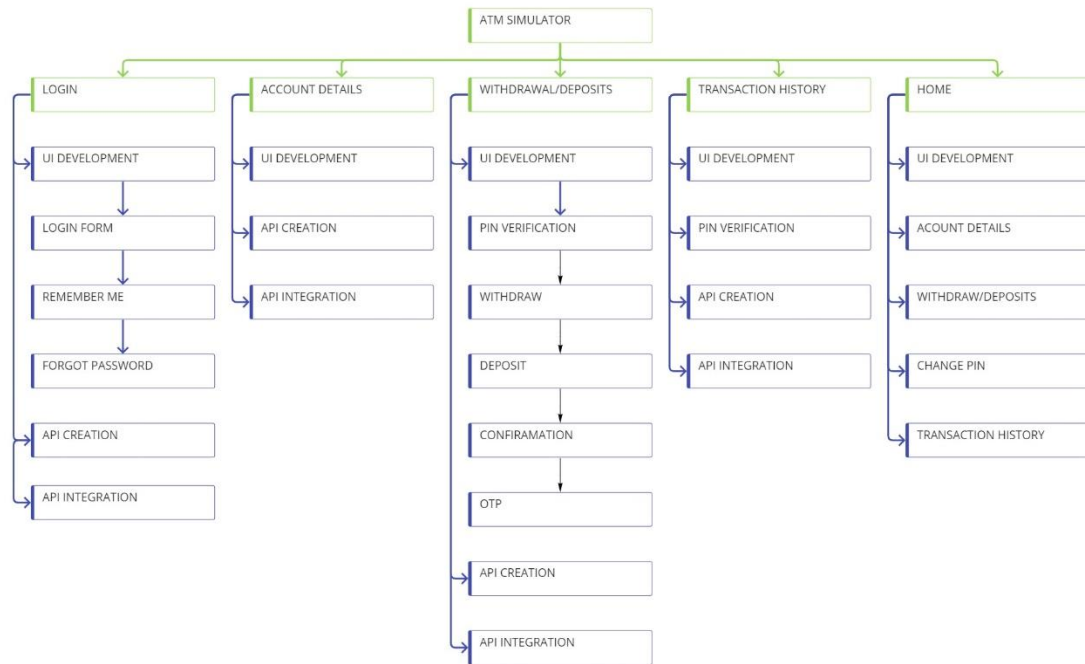 ATM SIMULATOR
LOGIN
UI DEVELOPMENT
LOGIN FORM
REMEMBER ME
FORGOT PASSWORD
API CREATION
API INTEGRATION
ACCOUNT DETAILS
UI DEVELOPMENT
API CREATION
API INTEGRATION
WITHDRAWAL/DEPOSITS
UI DEVELOPMENT
PIN VERIFICATION
WITHDRAW
DEPOSIT
CONFIRAMATION
OTP
API CREATION
API INTEGRATION
TRANSACTION HISTORY
UI DEVELOPMENT
PIN VERIFICATION
API CREATION
API INTEGRATION
HOME
UI DEVELOPMENT
ACOUNT DETAILS
WITHDRAW/DEPOSITS
CHANGE PIN
TRANSACTION HISTORY